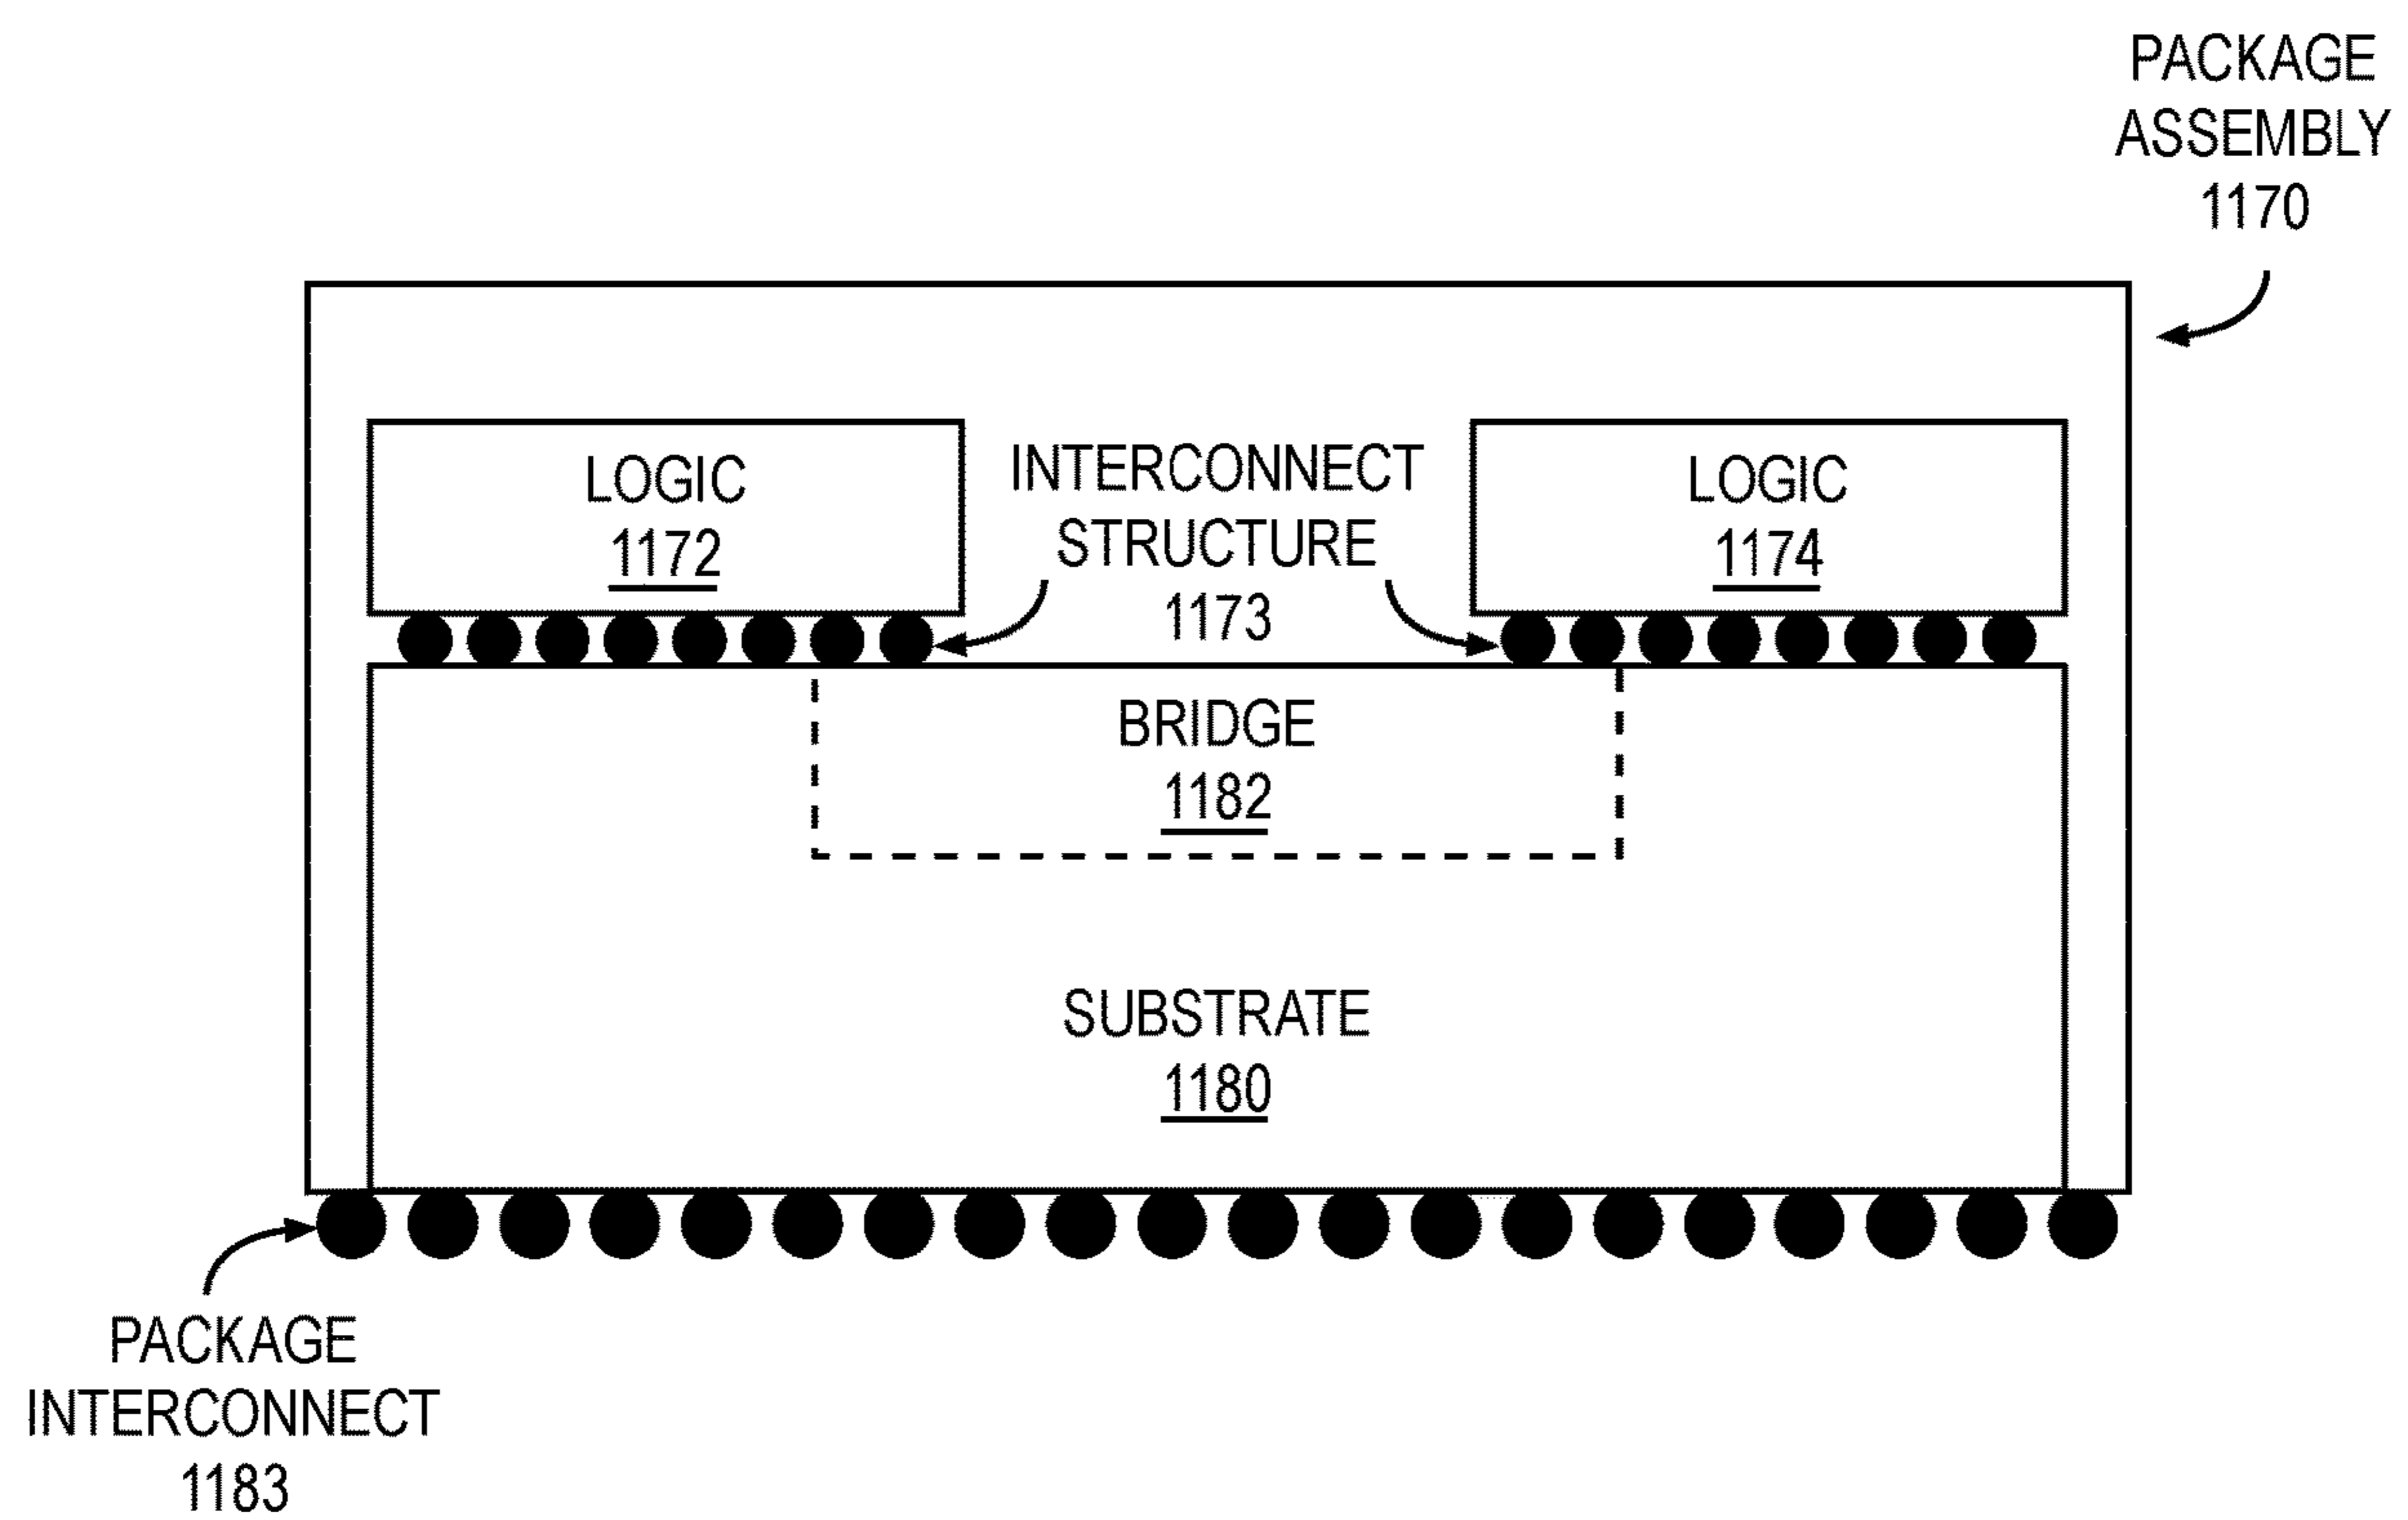 PACKAGE
ASSEMBLY
1170
LOGIC
1172
INTERCONNECT
STRUCTURE
1173
LOGIC
1174
BRIDGE
1182
SUBSTRATE
1180
PACKAGE
INTERCONNECT
1183